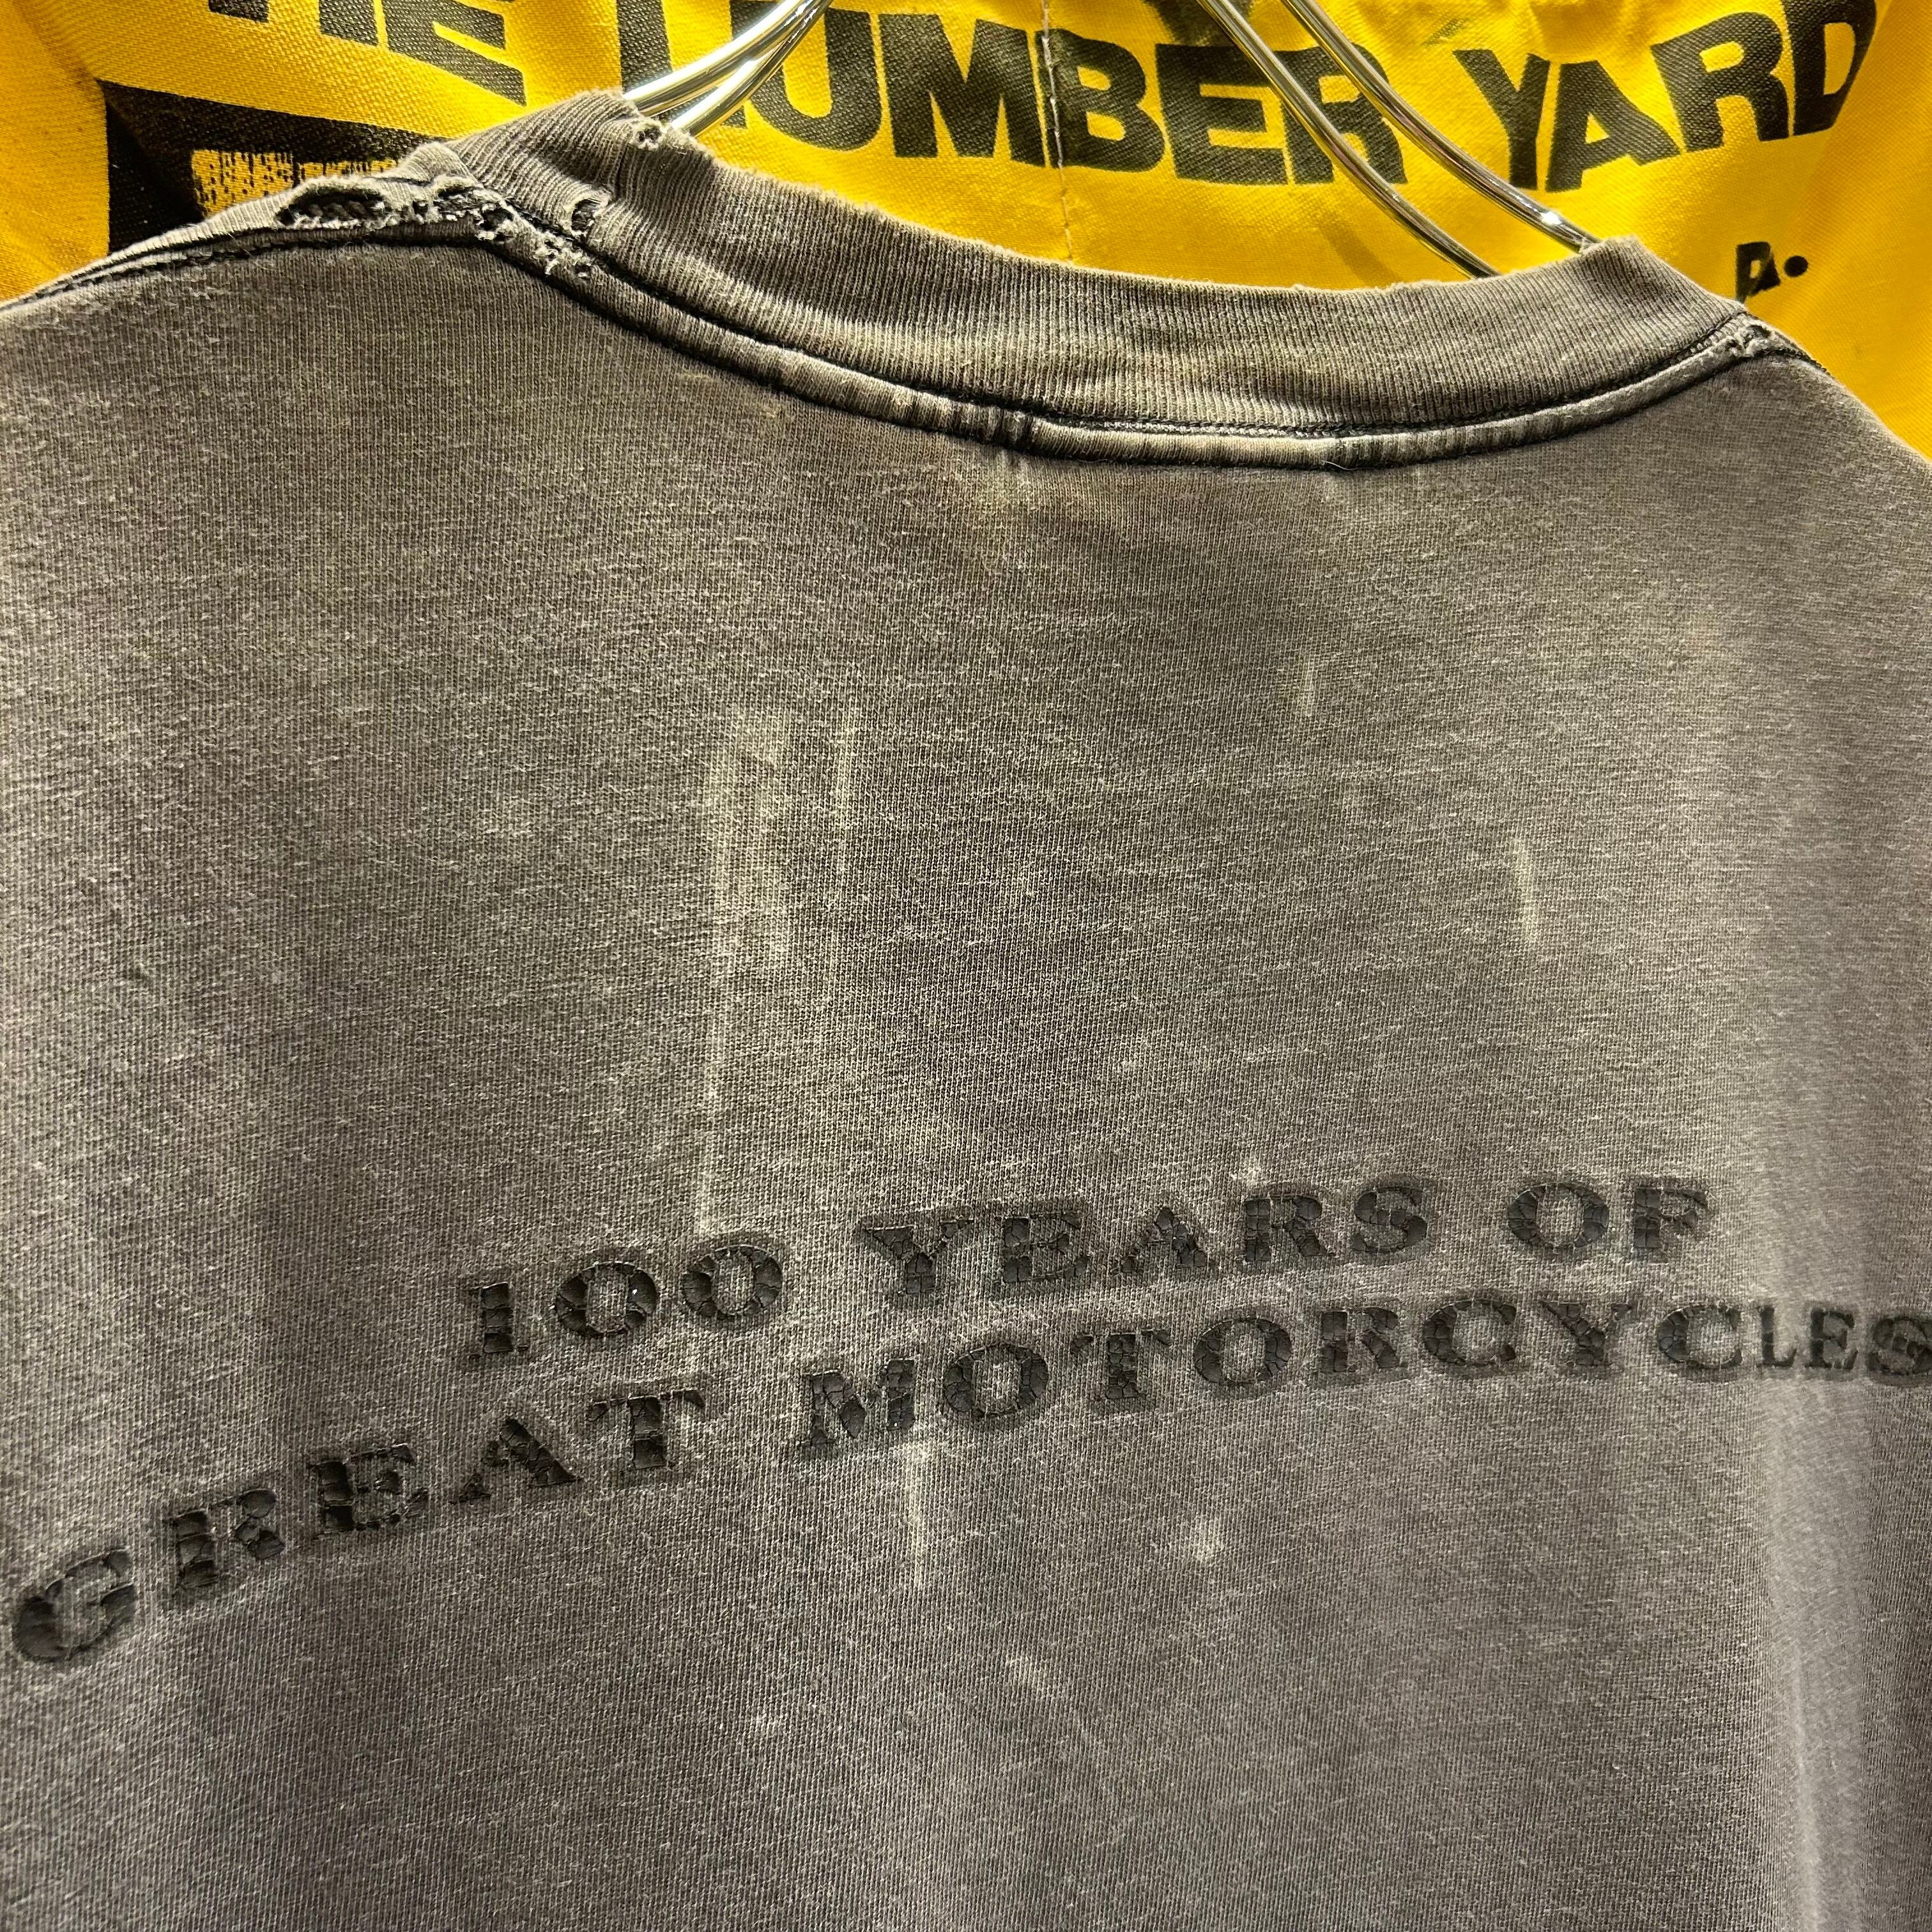 THE LUMBER YARD
100 YEARS OF
GREAT MOTORCYCLES